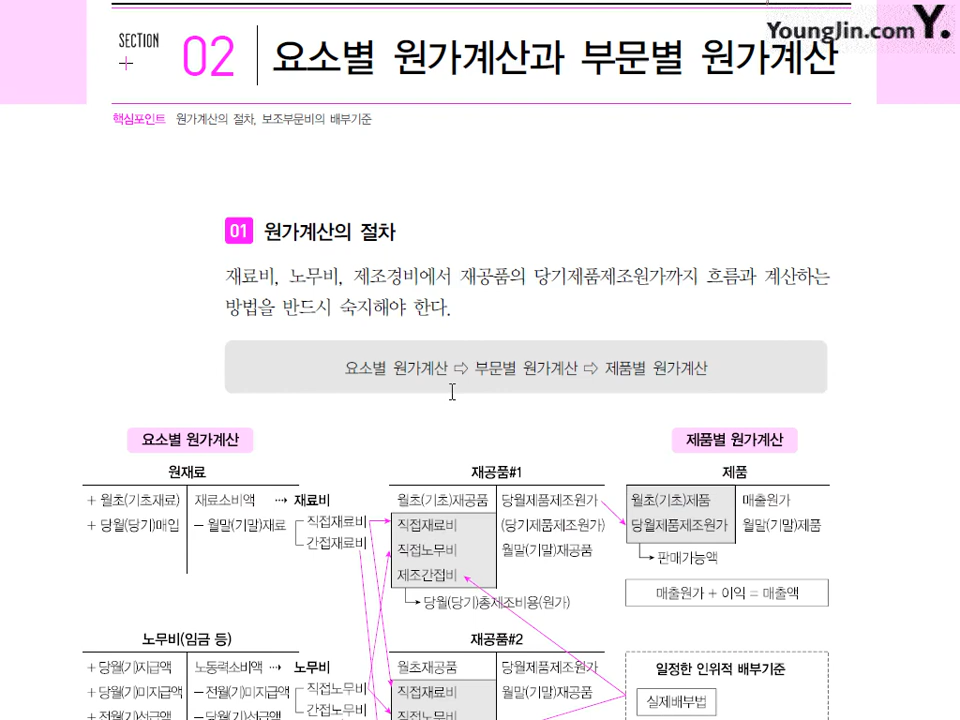 YoungJin.com Y.
SECTION
+
02
요소별 원가계산과 부문별 원가계산
핵심포인트 원가계산의 절차, 보조부문비의 배부기준
01 원가계산의 절차
재료비, 노무비, 제조경비에서 재공품의 당기제품제조원가까지 흐름과 계산하는
방법을 반드시 숙지해야 한다.
요소별 원가계산 ⇨ 부문별 원가계산 ⇨ 제품별 원가계산
요소별 원가계산
제품별 원가계산
원재료
+ 월초(기초재료) 재료소비액 ⇢ 재료비
+ 당월(당기)매입 – 월말(기말)재료
직접재료비
간접재료비
재공품#1
월초(기초)재공품 당월제품제조원가
직접재료비 (당기제품제조원가)
직접노무비 월말(기말)재공품
제조간접비
당월(당기)총제조비용(원가)
제품
월초(기초)제품 매출원가
당월제품제조원가 월말(기말)제품
판매가능액
매출원가 + 이익 = 매출액
노무비(임금 등)
+ 당월(기)지급액 노동력소비액 ⇢ 노무비
+ 당월(기)미지급액 – 전월(기)미지급액
+ 전월(기)선급액 – 당월(기)선급액
직접노무비
간접노무비
재공품#2
월초재공품 당월제품제조원가
직접재료비 월말(기말)재공품
직접노무비
일정한 인위적 배부기준
실제배부법